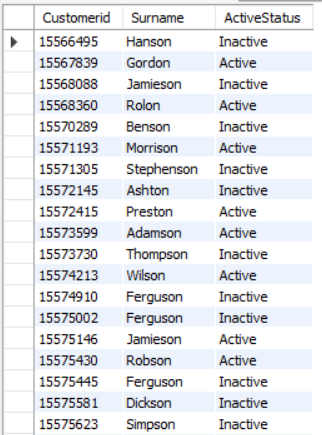 Customerid Surname ActiveStatus
15566495 Hanson Inactive
15567839 Gordon Active
15568088 Jamieson Inactive
15568360 Rolon Active
15570289 Benson Inactive
15571193 Morrison Active
15571305 Stephenson Inactive
15572145 Ashton Inactive
15572415 Preston Active
15573599 Adamson Active
15573730 Thompson Inactive
15574213 Wilson Active
15574910 Ferguson Inactive
15575002 Ferguson Inactive
15575146 Jamieson Active
15575430 Robson Active
15575445 Ferguson Inactive
15575581 Dickson Inactive
15575623 Simpson Inactive